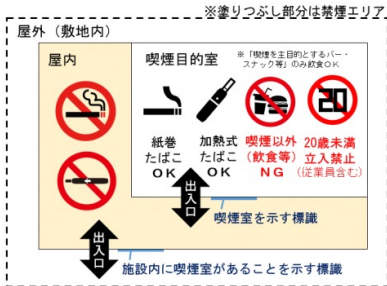 ※塗りつぶし部分は禁煙エリア
屋外（敷地内）
屋内
喫煙目的室
※「喫煙を主目的とするバー・
スナック等」のみ飲食OK
20
紙巻
たばこ
OK
加熱式
たばこ
OK
喫煙以外
（飲食等）
NG
20歳未満
立入禁止
（従業員含む）
出入口
喫煙室を示す標識
出入口
施設内に喫煙室があることを示す標識